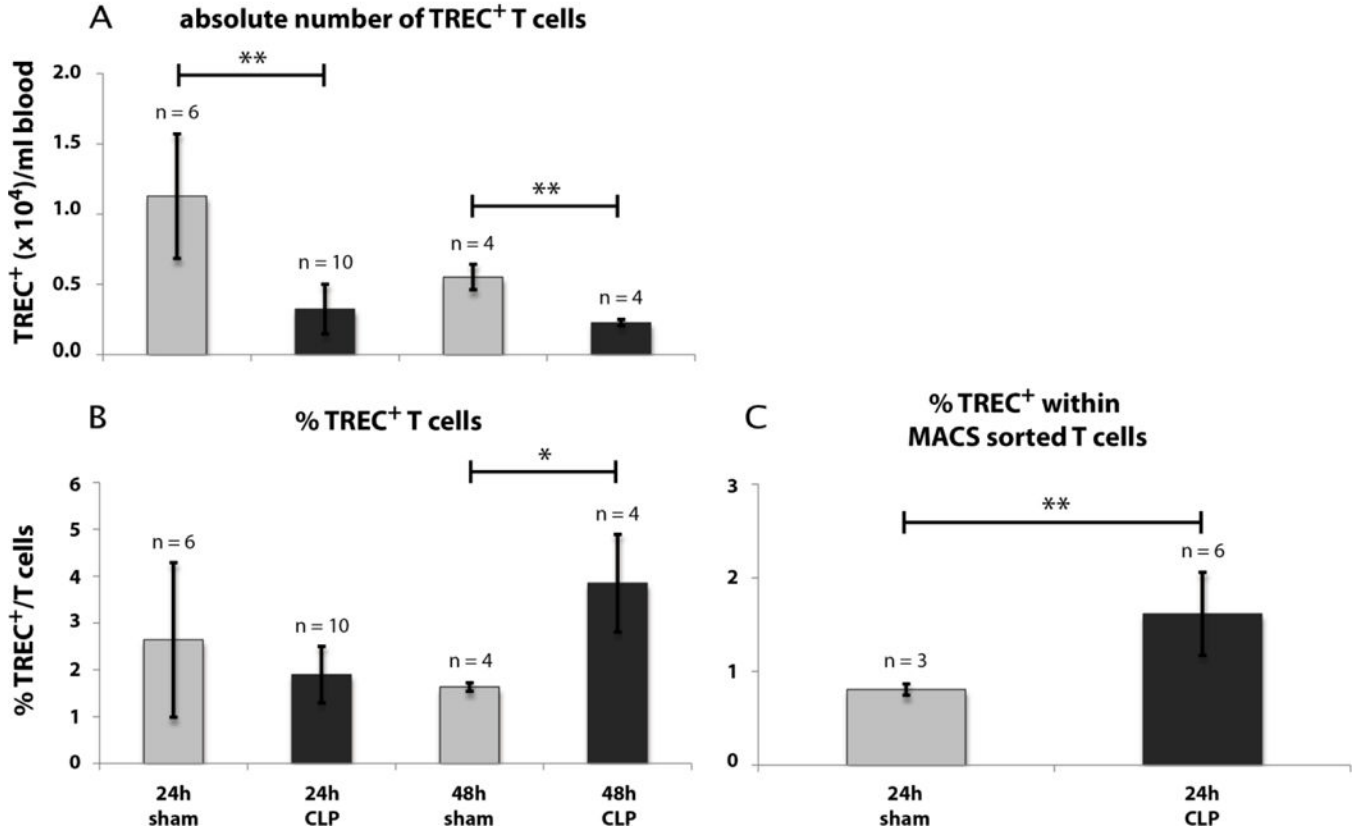 A
absolute number of TREC⁺ T cells
TREC⁺ (x 10⁴)/ml blood
2.0
1.5
1.0
0.5
0.0
**
**
n = 6
n = 10
n = 4
n = 4
B
% TREC⁺ T cells
% TREC⁺/T cells
6
5
4
3
2
1
0
*
n = 6
n = 10
n = 4
n = 4
24h
sham
24h
CLP
48h
sham
48h
CLP
C
% TREC⁺ within
MACS sorted T cells
3
2
1
0
**
n = 3
n = 6
24h
sham
24h
CLP